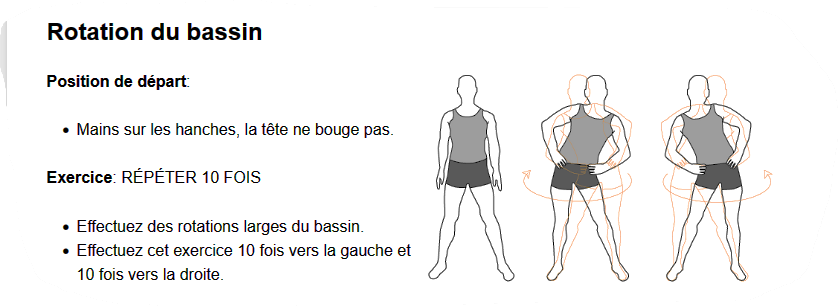 Rotation du bassin
Position de départ:
• Mains sur les hanches, la tête ne bouge pas.
Exercice: RÉPÉTER 10 FOIS
• Effectuez des rotations larges du bassin.
• Effectuez cet exercice 10 fois vers la gauche et
10 fois vers la droite.